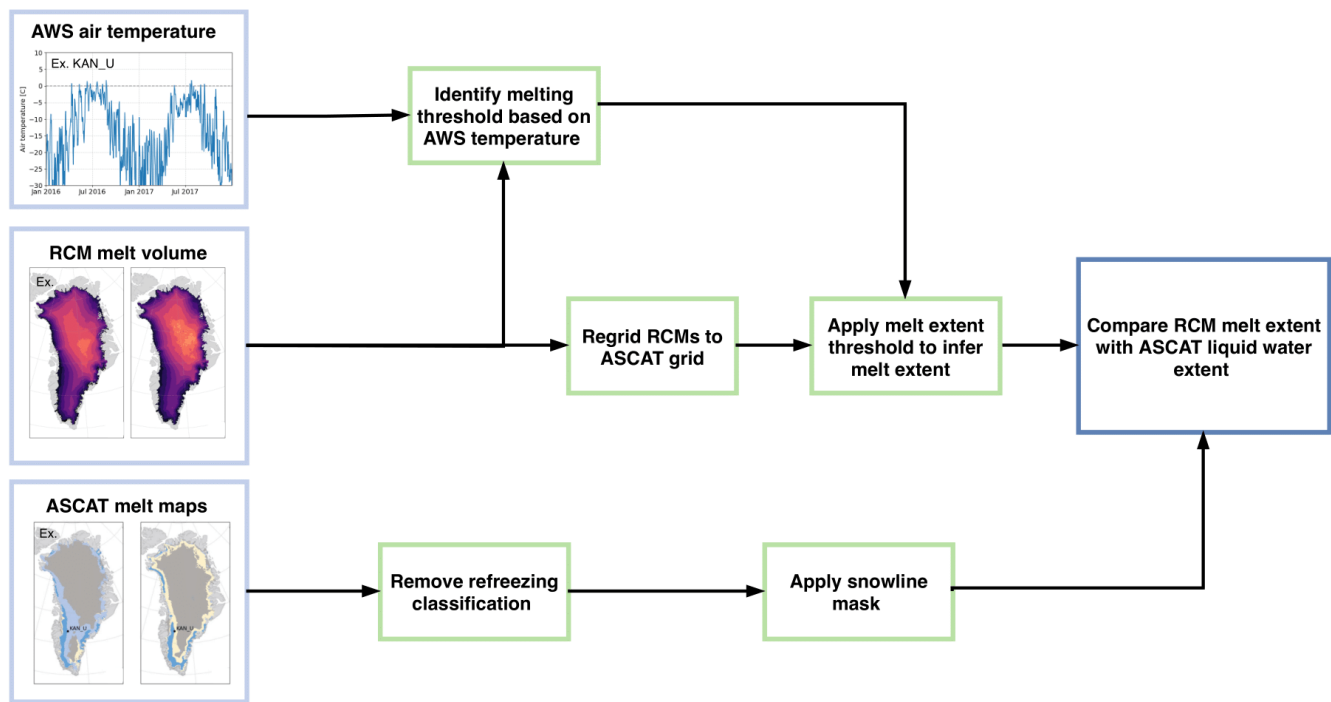 AWS air temperature
Ex. KAN_U
Air temperature [C]
10
5
0
−5
−10
−15
−20
−25
−30
Jan 2016
Jul 2016
Jan 2017
Jul 2017
Identify melting
threshold based on
AWS temperature
RCM melt volume
Ex.
Regrid RCMs to
ASCAT grid
Apply melt extent
threshold to infer
melt extent
Compare RCM melt extent
with ASCAT liquid water
extent
ASCAT melt maps
Ex.
KAN_U
KAN_U
Remove refreezing
classification
Apply snowline
mask